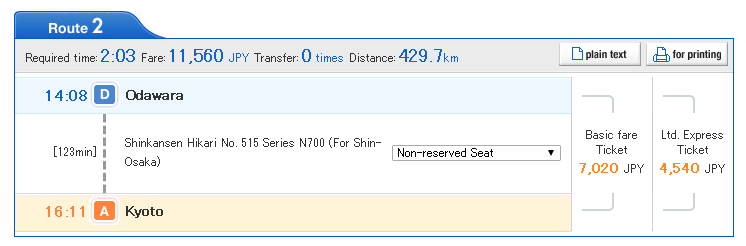 Route 2
Required time: 2:03 Fare: 11,560 JPY Transfer: 0 times Distance: 429.7km
plain text
for printing
14:08 D Odawara
[123min]
Shinkansen Hikari No. 515 Series N700 (For Shin-
Osaka)
Non-reserved Seat ▼
16:11 A Kyoto
Basic fare
Ticket
7,020 JPY
Ltd. Express
Ticket
4,540 JPY